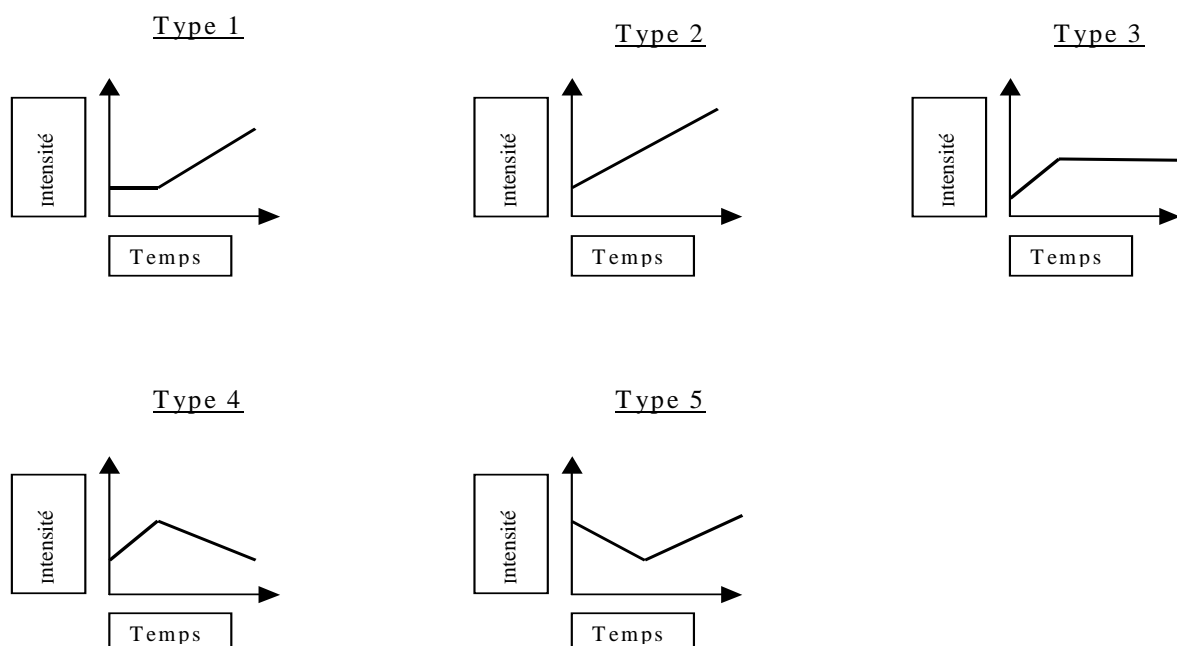 Type 1
Type 2
Type 3
Intensité
Intensité
Intensité
Temps
Temps
Temps
Type 4
Type 5
Intensité
Intensité
Temps
Temps